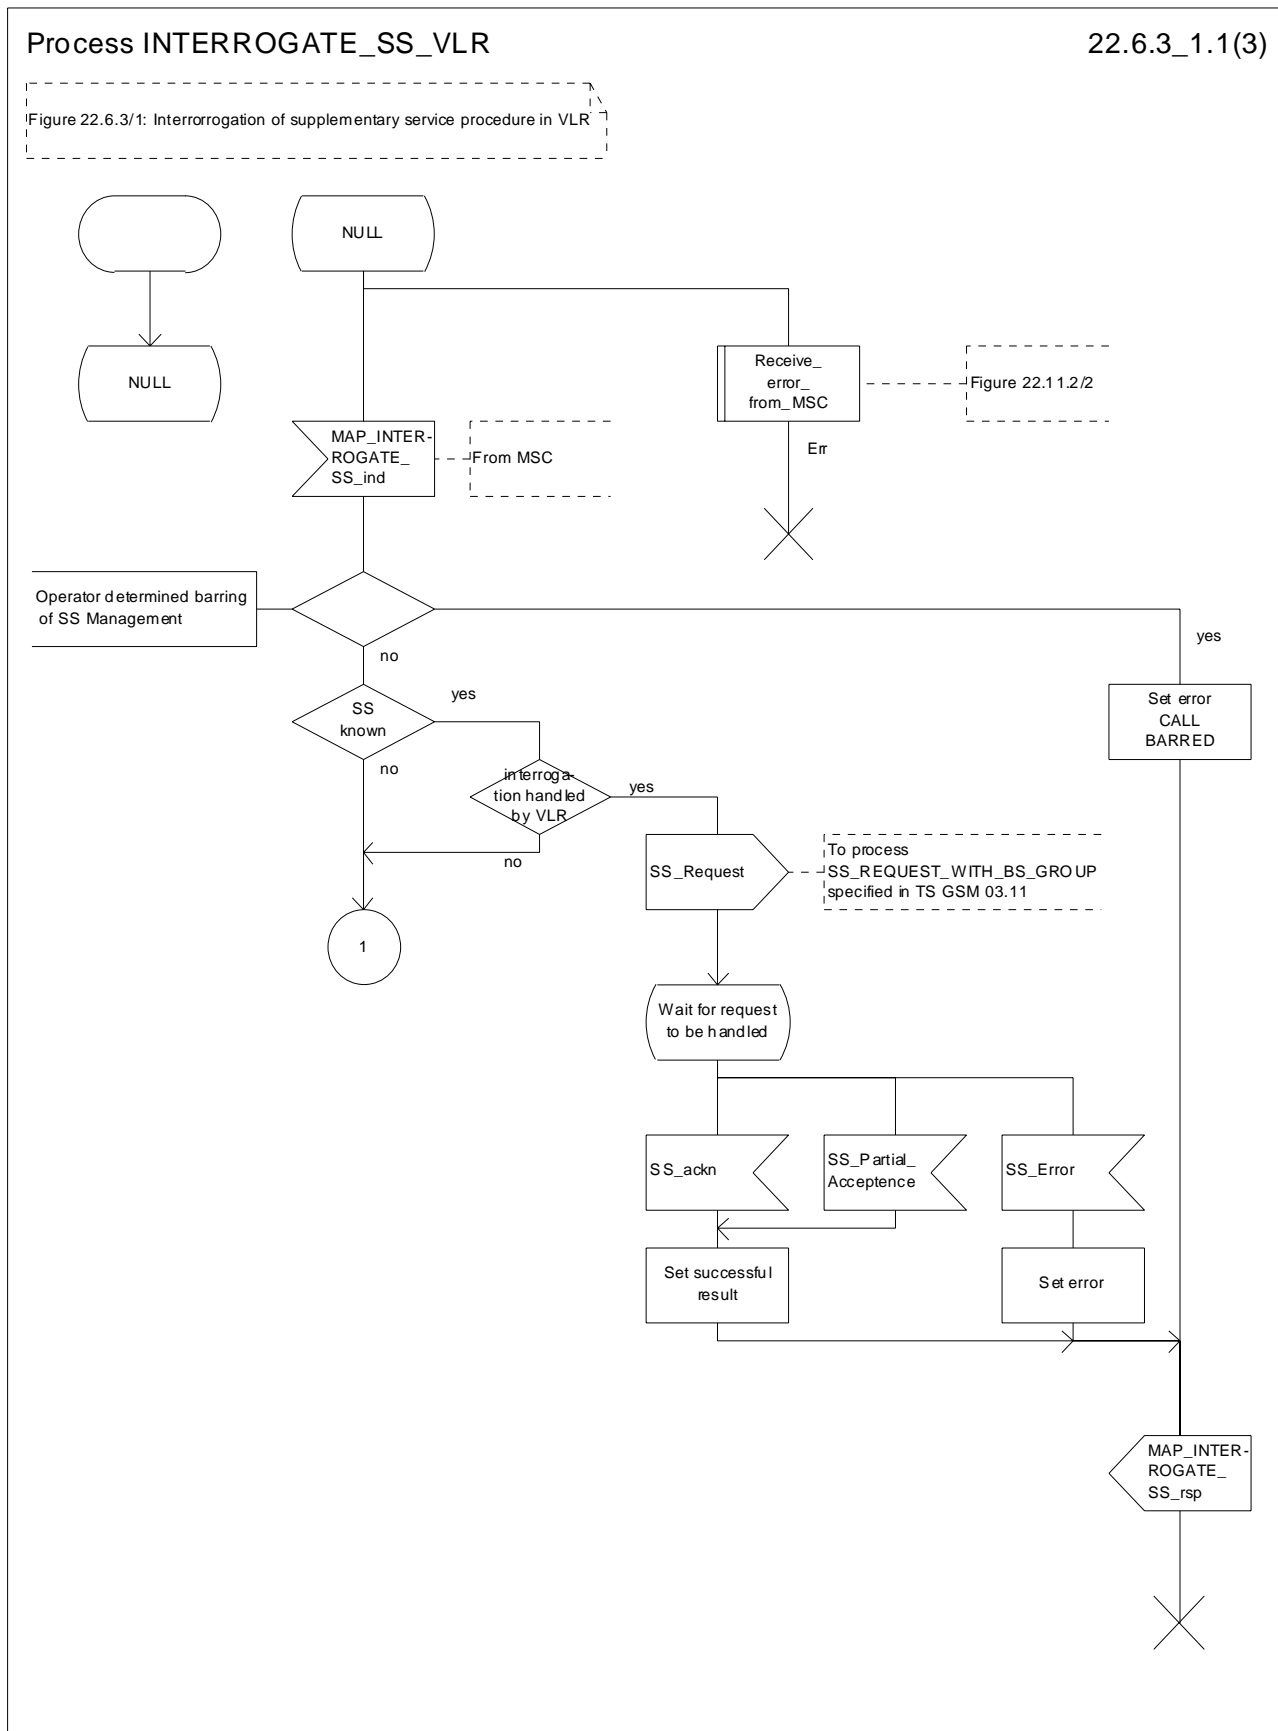 Process INTERROGATE_SS_VLR
22.6.3_1.1(3)
Figure 22.6.3/1: Interrorrogation of supplementary service procedure in VLR
NULL
NULL
Receive_
error_
from_MSC
Figure 22.11.2/2
Err
MAP_INTER-
ROGATE_
SS_ind
From MSC
Operator determined barring
of SS Management
yes
no
SS
known
yes
no
Set error
CALL
BARRED
interroga-
tion handled
by VLR
yes
no
SS_Request
To process
SS_REQUEST_WITH_BS_GROUP
specified in TS GSM 03.11
1
Wait for request
to be handled
SS_ackn
SS_Partial_
Acceptence
SS_Error
Set successful
result
Set error
MAP_INTER-
ROGATE_
SS_rsp